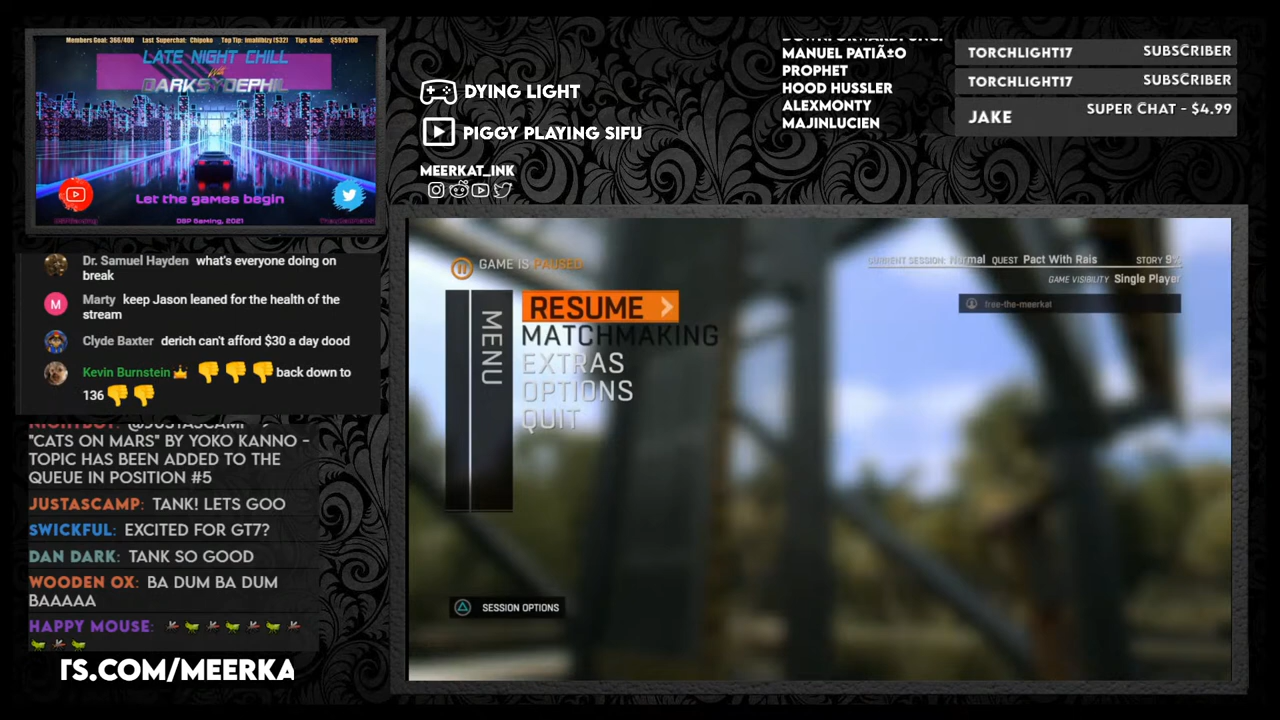 Members Goal: 366/400 Last Superchat: Chipoka Top Tip: Imallbizy ($32) Tips Goal: $59/$100
LATE NIGHT CHILL
DARKSYDEPHIL
Let the games begin
DSP Gaming, 2021
DYING LIGHT
PIGGY PLAYING SIFU
MEERKAT_INK
MANUEL PATIÃ±O
PROPHET
HOOD HUSSLER
ALEXMONTY
MAJINLUCIEN
TORCHLIGHT17 SUBSCRIBER
TORCHLIGHT17 SUBSCRIBER
JAKE SUPER CHAT - $4.99
Dr. Samuel Hayden what's everyone doing on
break
M Marty keep Jason leaned for the health of the
stream
Clyde Baxter derich can't afford $30 a day dood
Kevin Burnstein 👎👎👎 back down to
136 👎👎
NIGHTBOT: @JUSTASCAMP
"CATS ON MARS" BY YOKO KANNO -
TOPIC HAS BEEN ADDED TO THE
QUEUE IN POSITION #5
JUSTASCAMP: TANK! LETS GOO
SWICKFUL: EXCITED FOR GT7?
DAN DARK: TANK SO GOOD
WOODEN OX: BA DUM BA DUM
BAAAAA
HAPPY MOUSE: 🦟🦗🦟🦗🦟🦗🦟
🦗🦟🦗
TS.COM/MEERKA
GAME IS PAUSED
MENU
RESUME
MATCHMAKING
EXTRAS
OPTIONS
QUIT
SESSION OPTIONS
CURRENT SESSION: Normal QUEST Pact With Rais STORY 9%
GAME VISIBILITY Single Player
free-the-meerkat